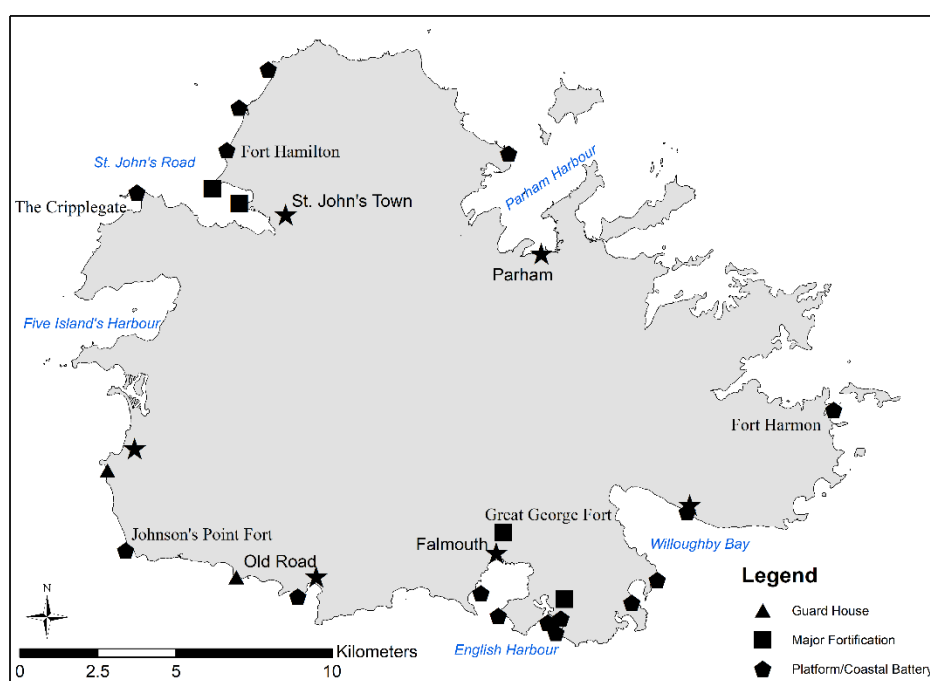 Fort Hamilton
St. John's Road
Parham Harbour
The Cripplegate
St. John's Town
Parham
Five Island's Harbour
Fort Harmon
Great George Fort
Johnson's Point Fort
Falmouth
Willoughby Bay
Old Road
English Harbour
N
Kilometers
0 2.5 5 10
Legend
Guard House
Major Fortification
Platform/Coastal Battery